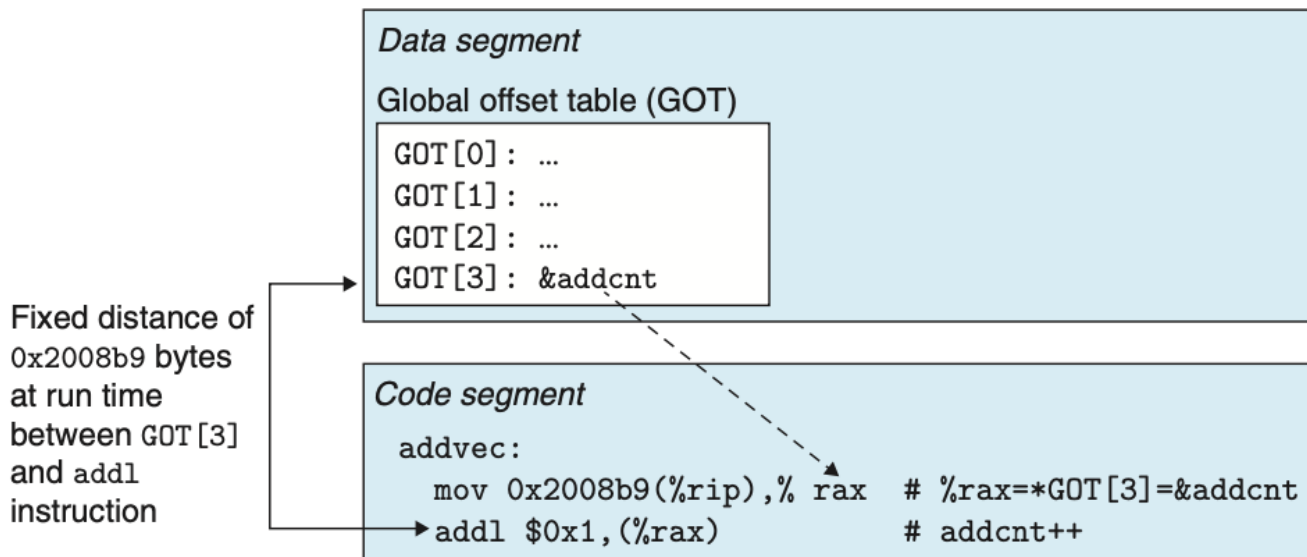 Data segment
Global offset table (GOT)
GOT[0]: …
GOT[1]: …
GOT[2]: …
GOT[3]: &addcnt
Fixed distance of
0x2008b9 bytes
at run time
between GOT[3]
and addl
instruction
Code segment
addvec:
mov 0x2008b9(%rip),% rax # %rax=*GOT[3]=&addcnt
addl $0x1,(%rax) # addcnt++